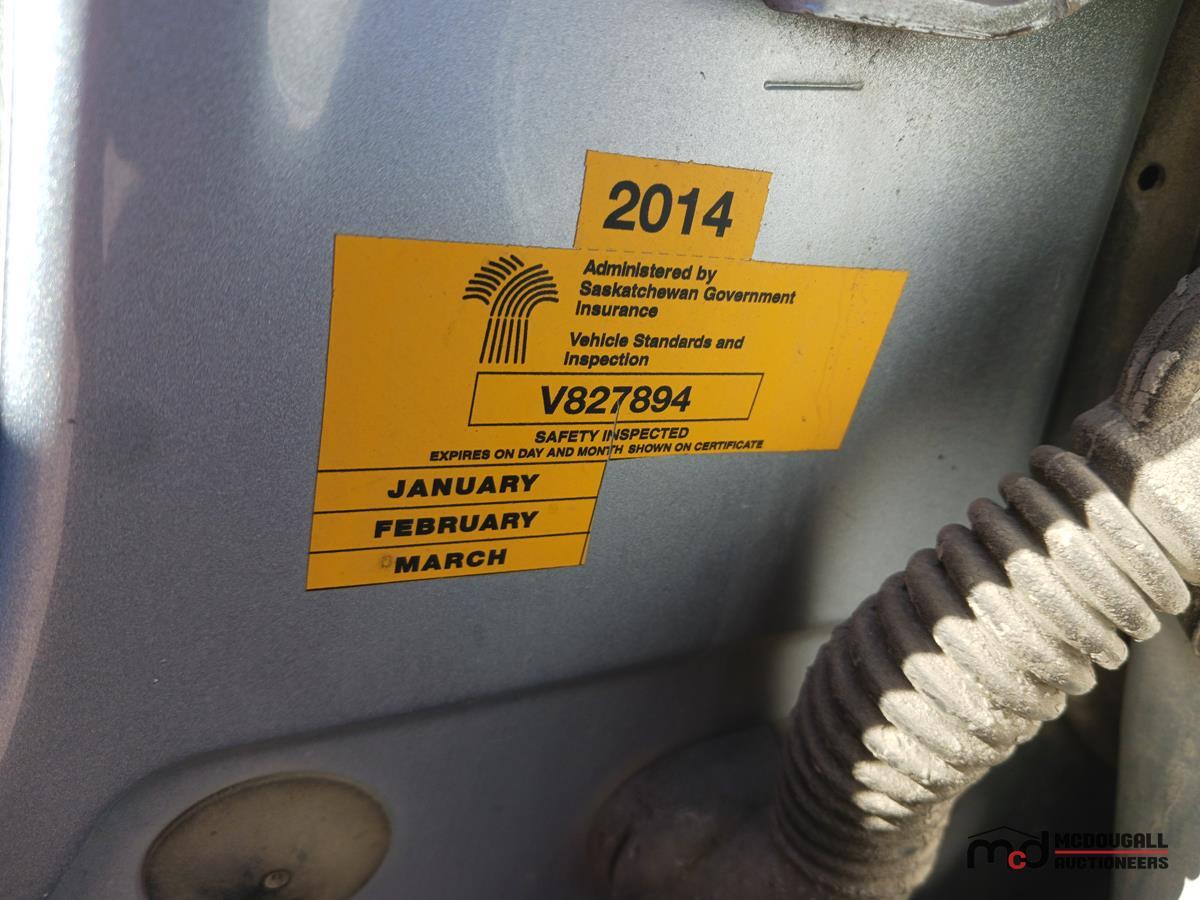 2014
Administered by
Saskatchewan Government
Insurance
Vehicle Standards and
Inspection
V827894
SAFETY INSPECTED
EXPIRES ON DAY AND MONTH SHOWN ON CERTIFICATE
JANUARY
FEBRUARY
MARCH
mcd MCDOUGALL
AUCTIONEERS